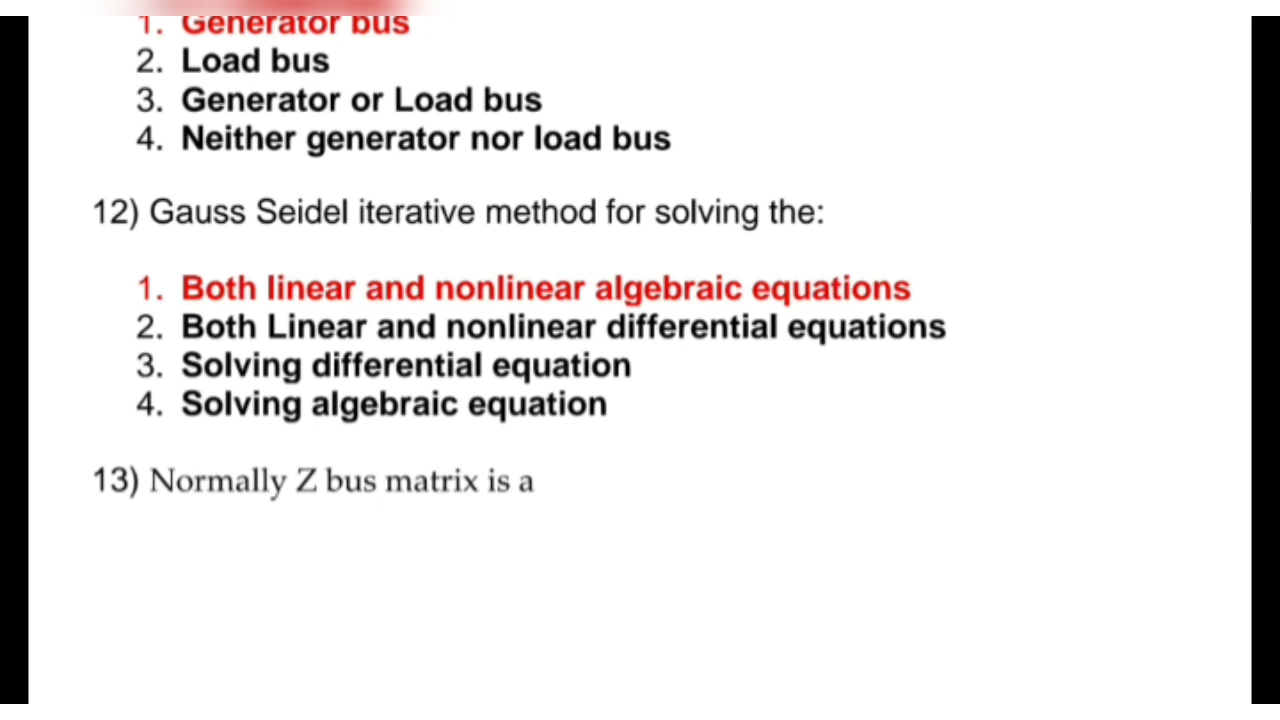 1. Generator bus
2. Load bus
3. Generator or Load bus
4. Neither generator nor load bus
12) Gauss Seidel iterative method for solving the:
1. Both linear and nonlinear algebraic equations
2. Both Linear and nonlinear differential equations
3. Solving differential equation
4. Solving algebraic equation
13) Normally Z bus matrix is a